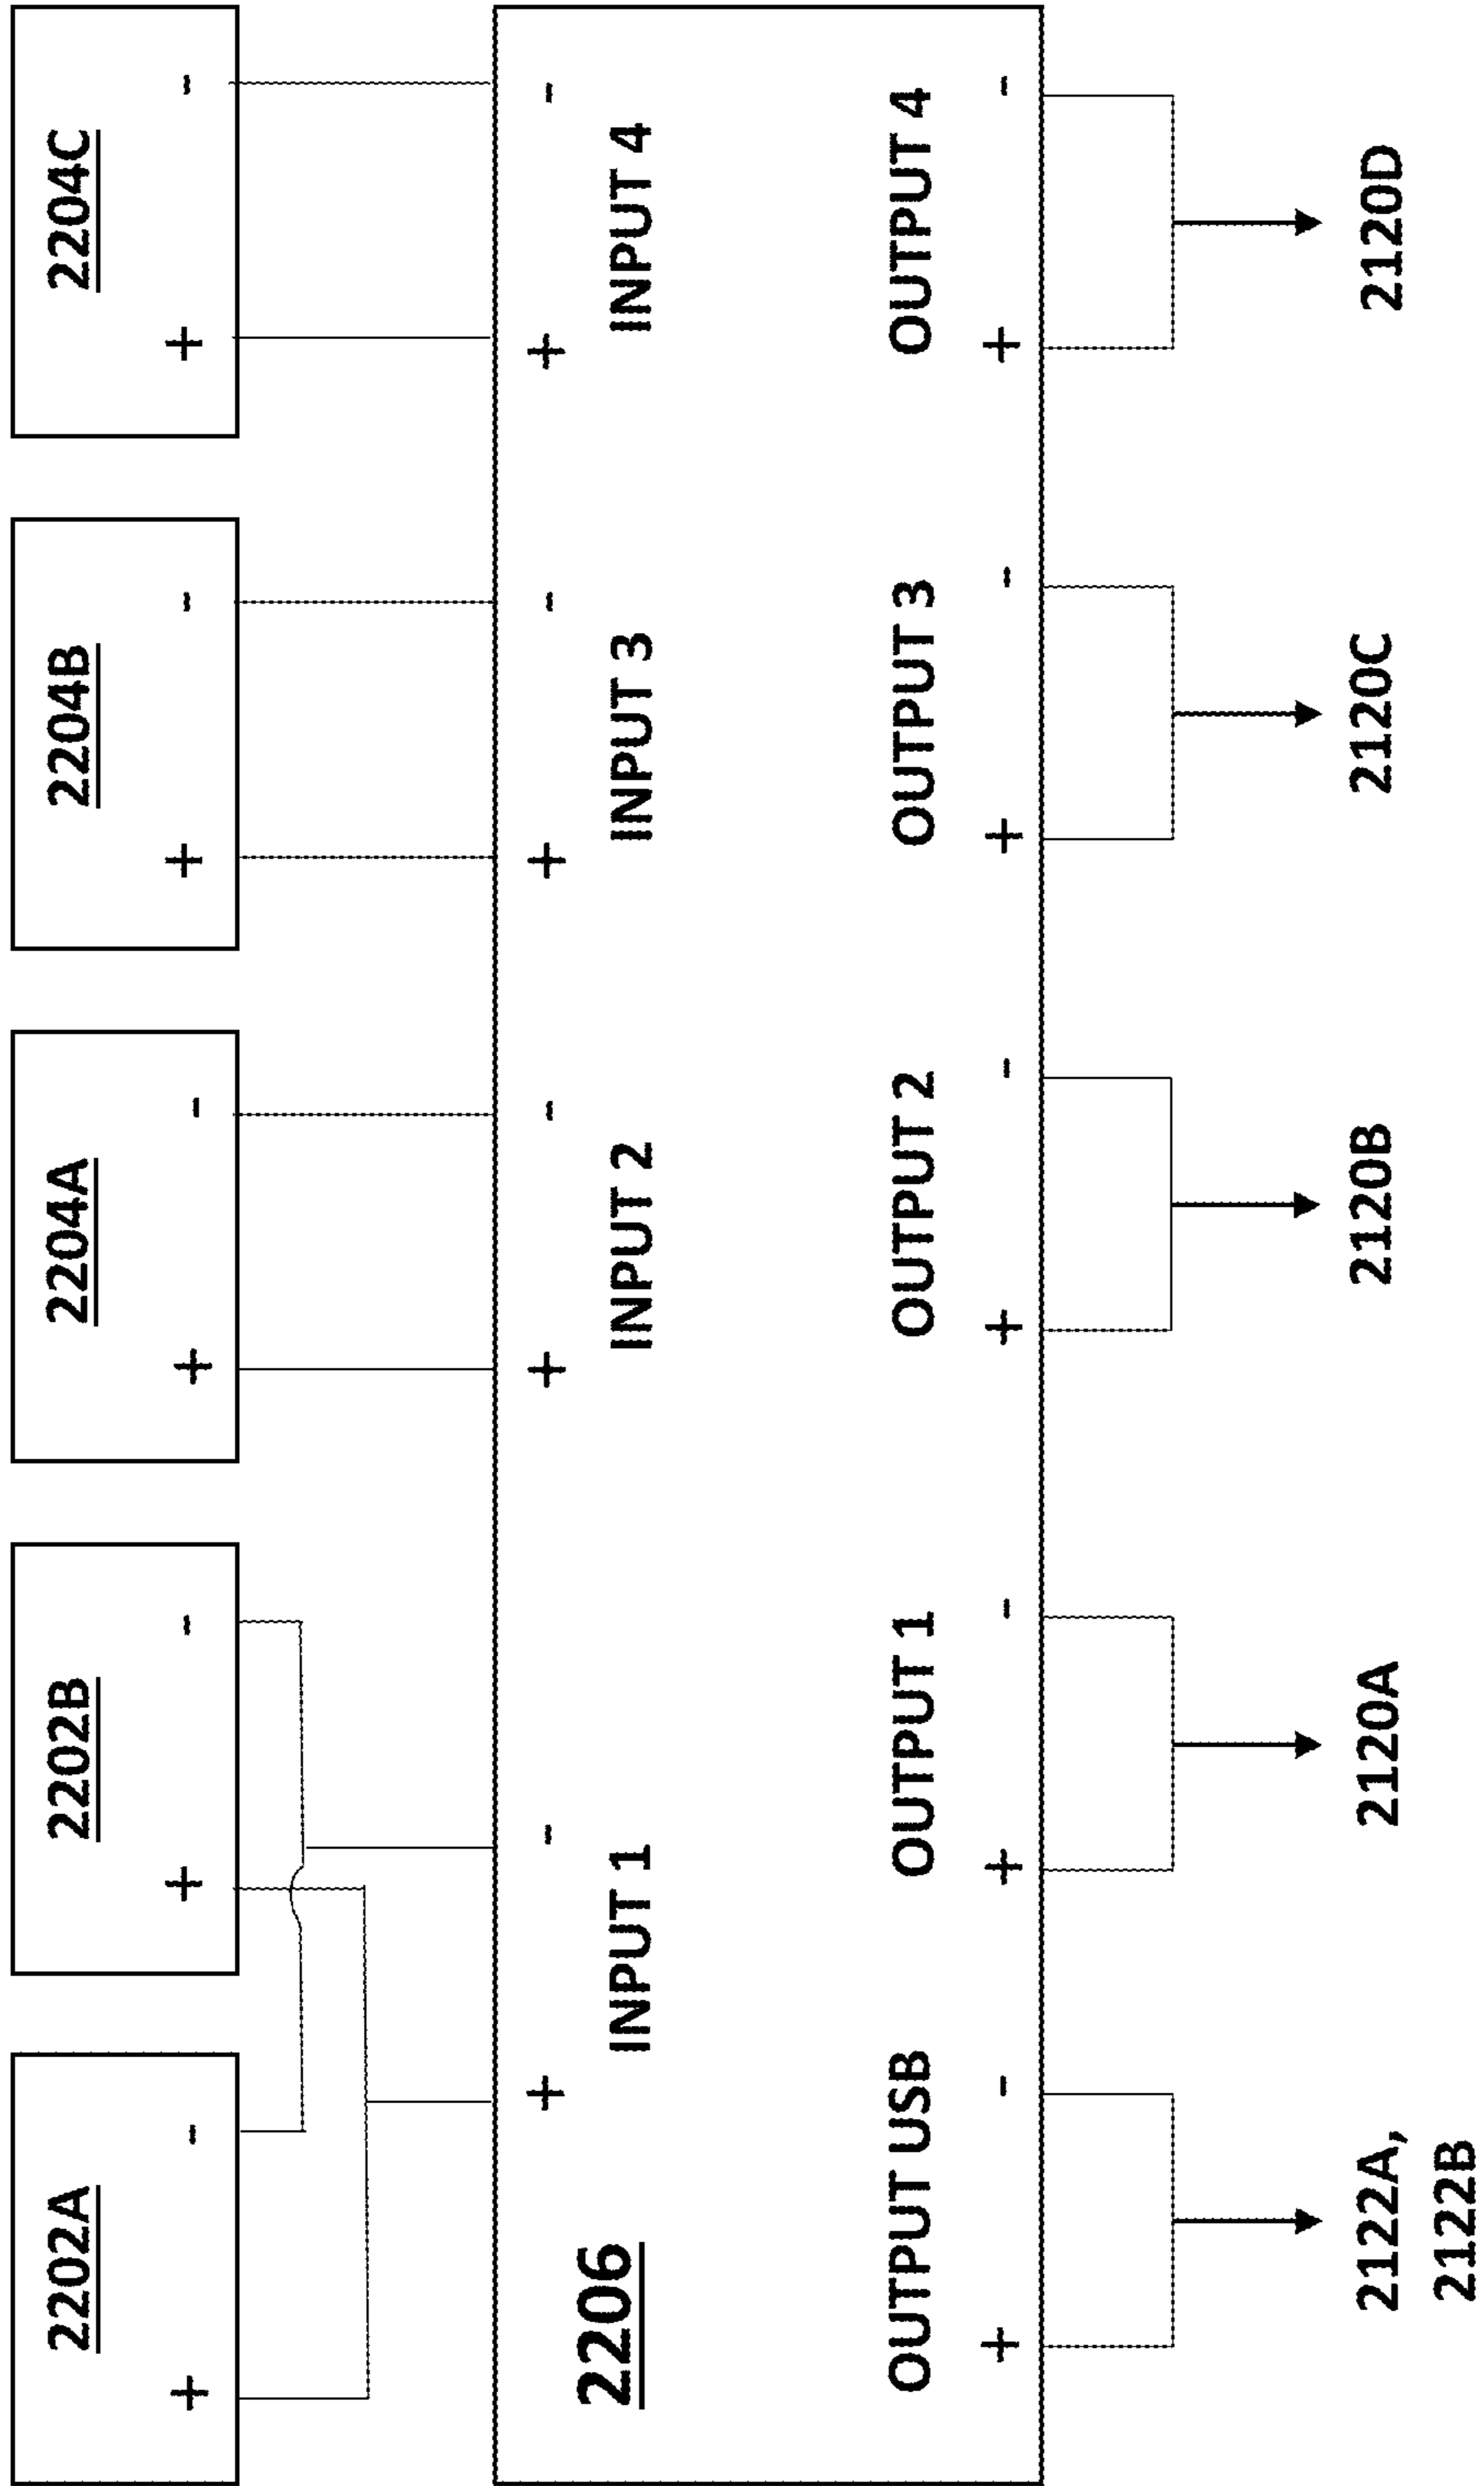 2202A
2202B
2204A
2204B
2204C
+ -
+ -
+ -
+ -
+ -
+ -
+ -
+ -
+ -
INPUT 1
INPUT 2
INPUT 3
INPUT 4
2206
OUTPUT USB
OUTPUT 1
OUTPUT 2
OUTPUT 3
OUTPUT 4
+ -
+ -
+ -
+ -
+ -
2122A,
2122B
2120A
2120B
2120C
2120D